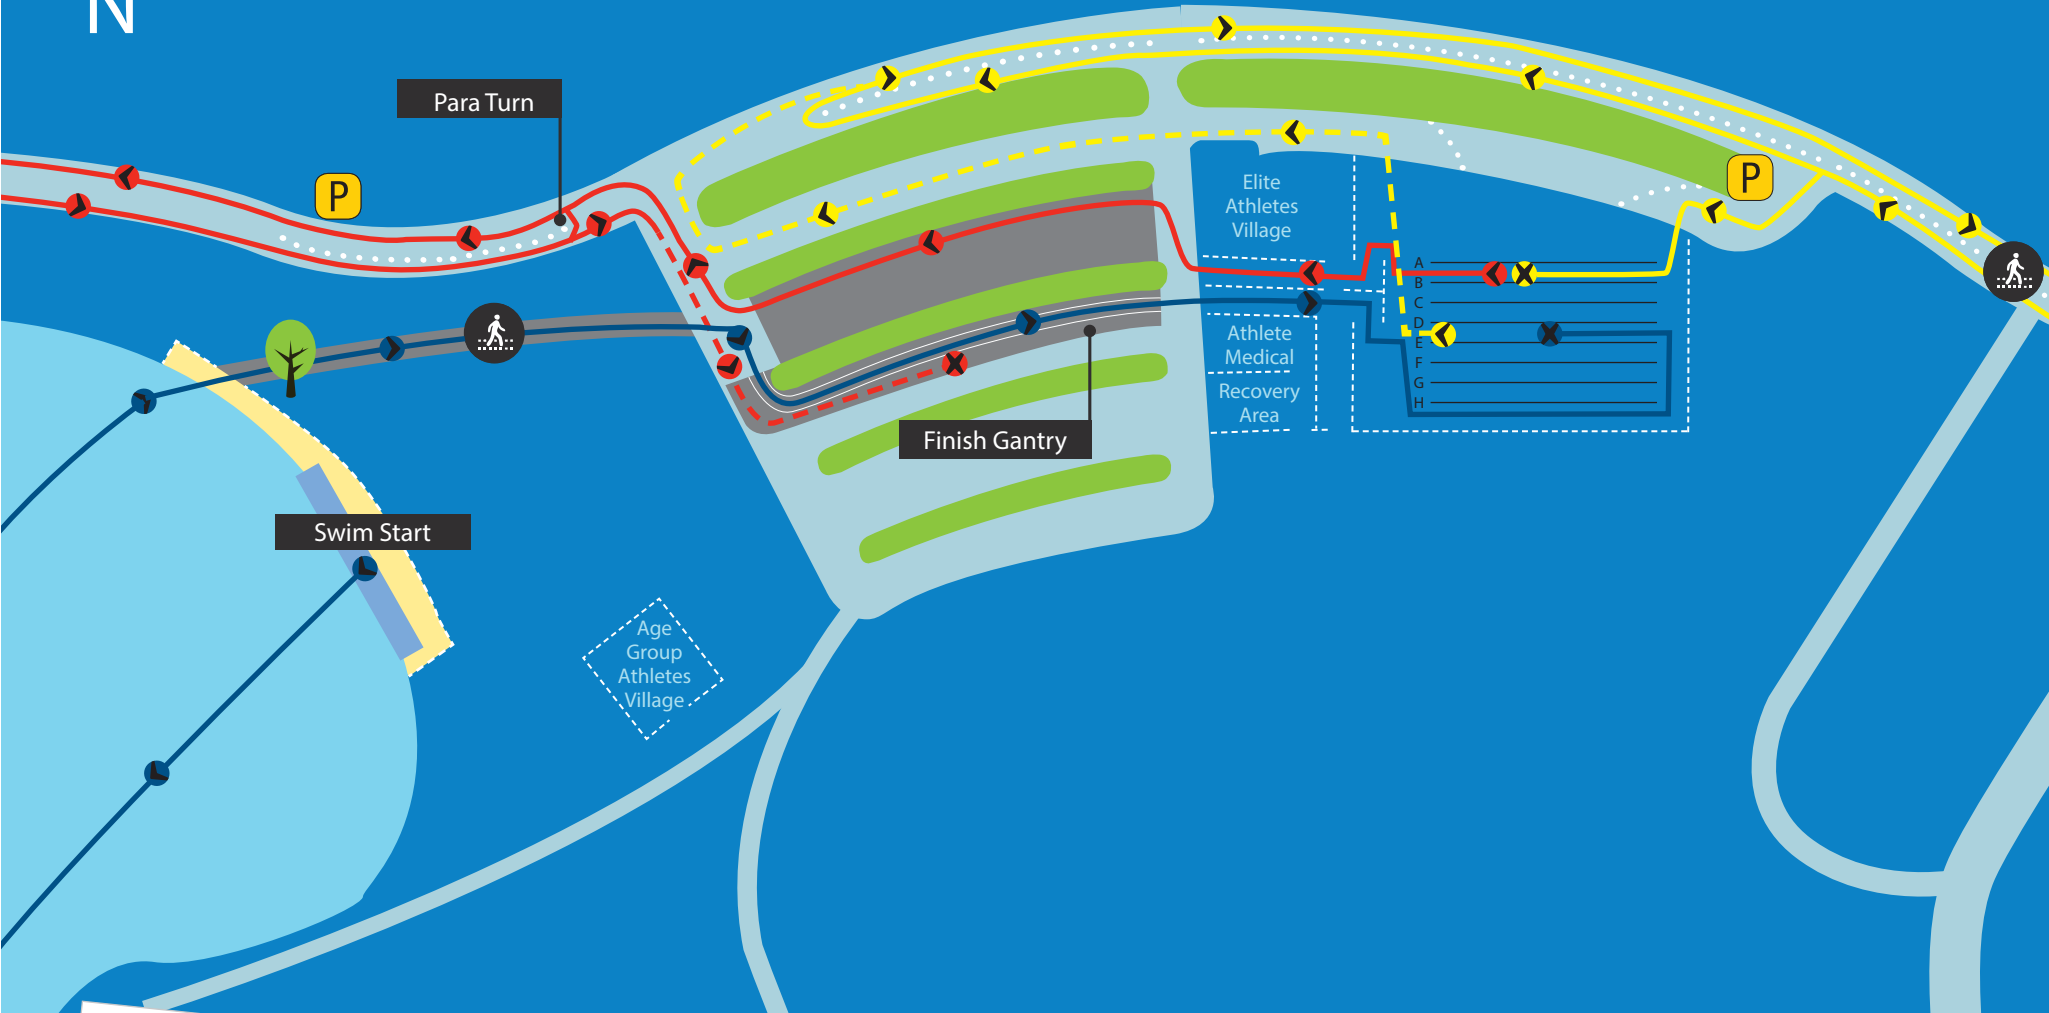 N
Para Turn
P
P
Elite
Athletes
Village
A
B
C
D
E
F
G
H
Athlete
Medical
Recovery
Area
Finish Gantry
Swim Start
Age
Group
Athletes
Village